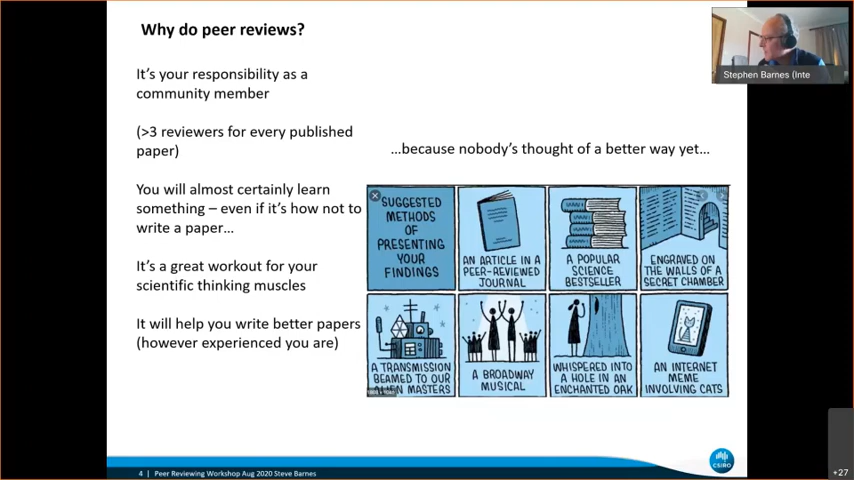 Why do peer reviews?
It's your responsibility as a
community member
(>3 reviewers for every published
paper)
You will almost certainly learn
something – even if it's how not to
write a paper...
It's a great workout for your
scientific thinking muscles
It will help you write better papers
(however experienced you are)
...because nobody's thought of a better way yet...
SUGGESTED
METHODS
OF
PRESENTING
YOUR
FINDINGS
AN ARTICLE IN A
PEER-REVIEWED
JOURNAL
A POPULAR
SCIENCE
BESTSELLER
ENGRAVED ON
THE WALLS OF A
SECRET CHAMBER
A TRANSMISSION
BEAMED TO OUR
ALIEN MASTERS
A BROADWAY
MUSICAL
WHISPERED INTO
A HOLE IN AN
ENCHANTED OAK
AN INTERNET
MEME
INVOLVING CATS
Stephen Barnes (Inte
4 | Peer Reviewing Workshop Aug 2020 Steve Barnes
CSIRO
+27